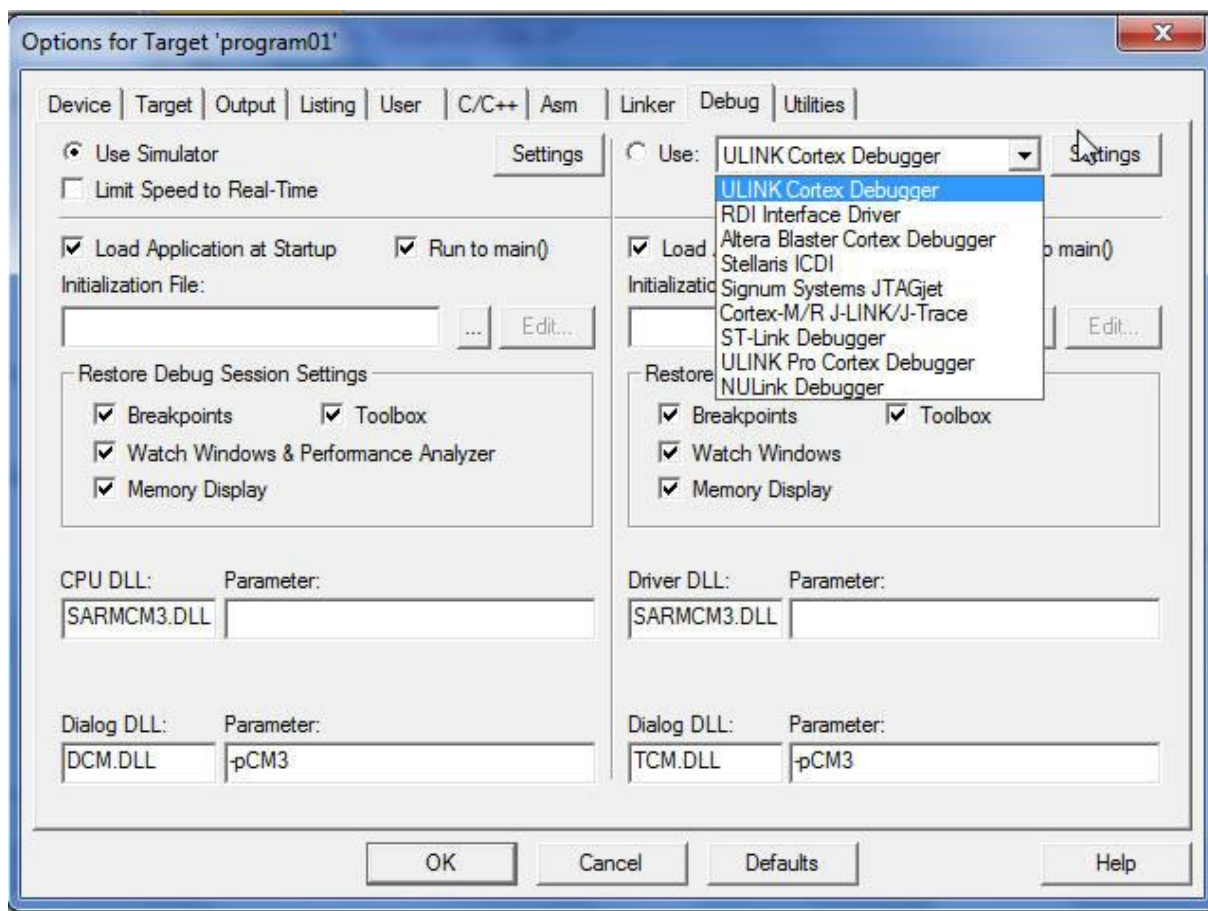 Options for Target 'program01'
Device Target Output Listing User C/C++ Asm Linker Debug Utilities
Use Simulator Settings
Limit Speed to Real-Time
Use: ULINK Cortex Debugger Settings
ULINK Cortex Debugger
RDI Interface Driver
Altera Blaster Cortex Debugger
Stellaris ICDI
Signum Systems JTAGjet
Cortex-M/R J-LINK/J-Trace
ST-Link Debugger
ULINK Pro Cortex Debugger
NULink Debugger
Load Application at Startup Run to main()
Initialization File:
... Edit...
Restore Debug Session Settings
Breakpoints Toolbox
Watch Windows & Performance Analyzer
Memory Display
Load main()
Edit...
Restore
Breakpoints Toolbox
Watch Windows
Memory Display
CPU DLL: Parameter:
SARMCM3.DLL
Driver DLL: Parameter:
SARMCM3.DLL
Dialog DLL: Parameter:
DCM.DLL -pCM3
Dialog DLL: Parameter:
TCM.DLL -pCM3
OK Cancel Defaults Help